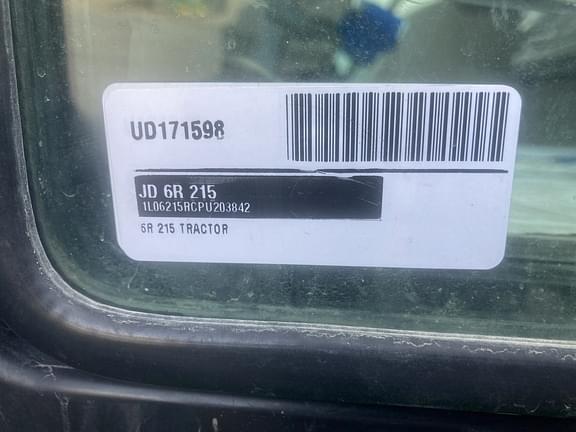 UD171598
JD 6R 215
1L06215RCPU203842
6R 215 TRACTOR